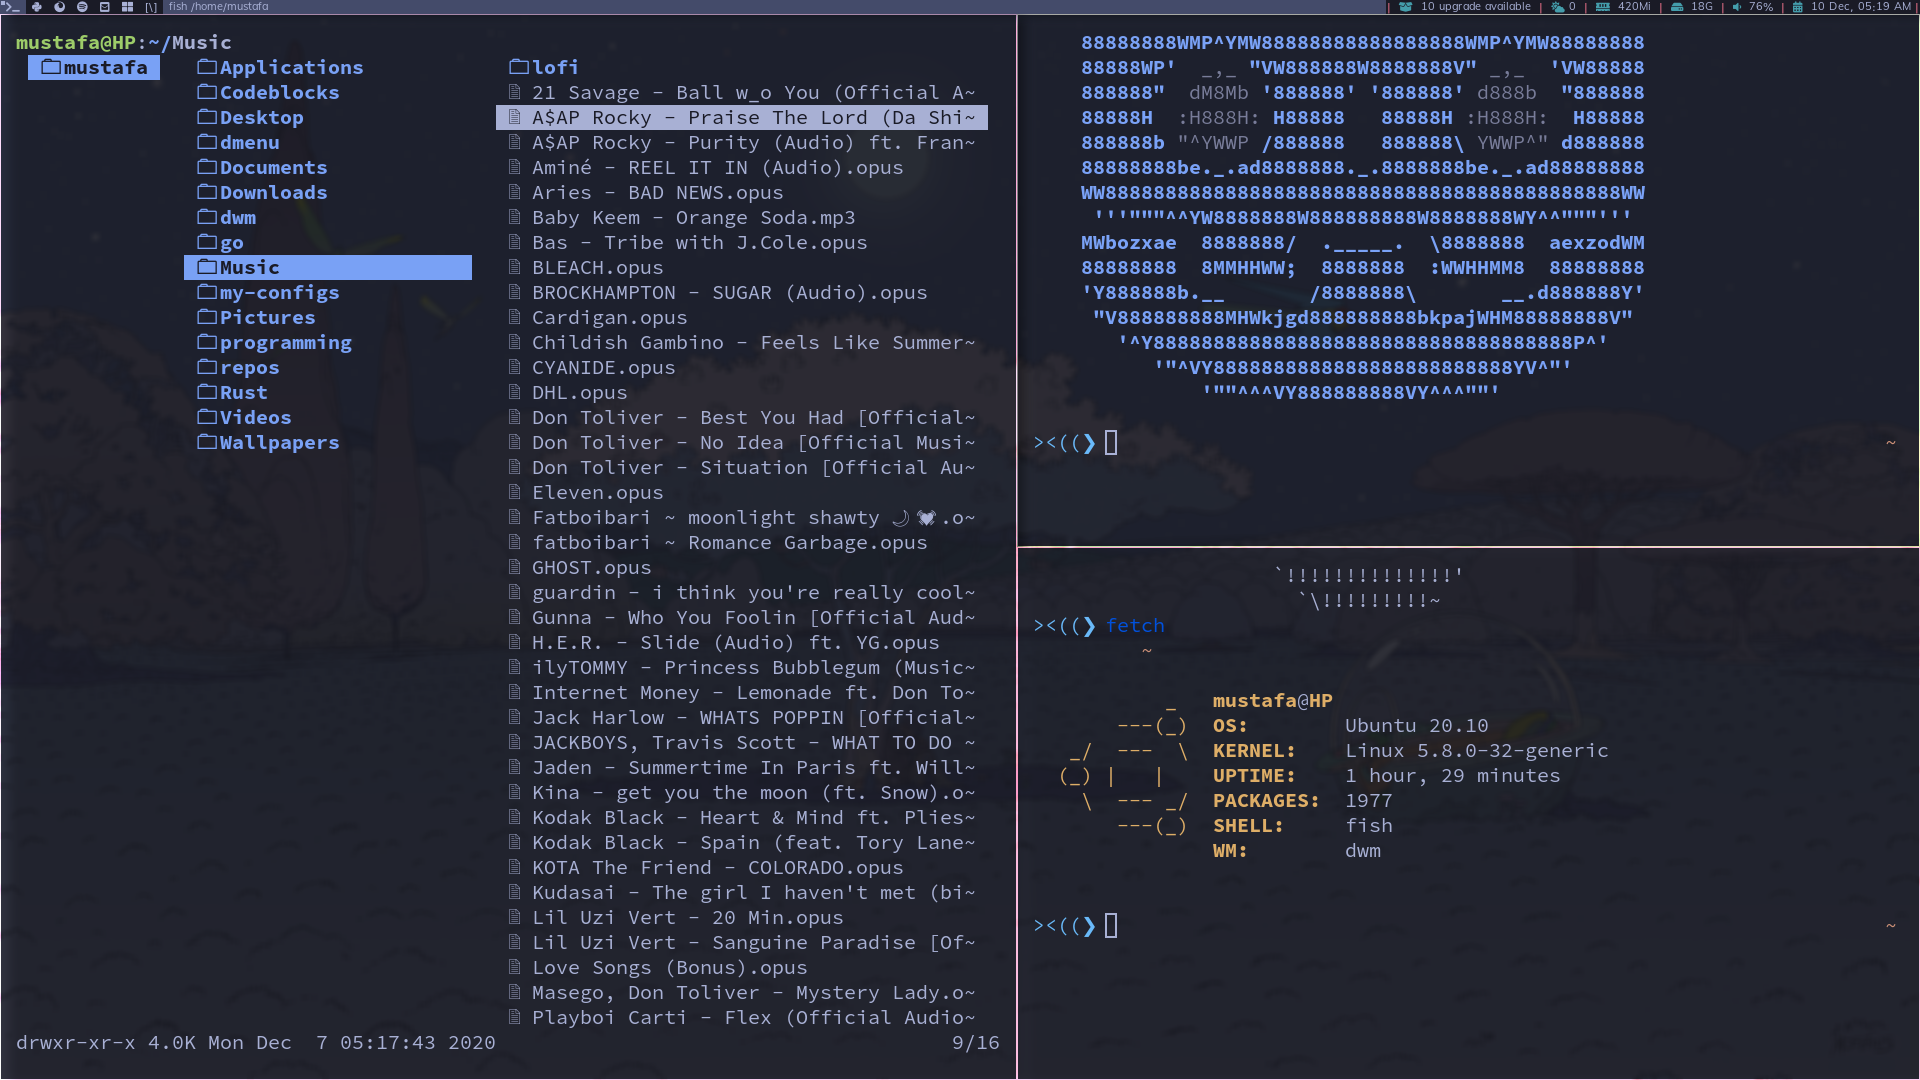 [\] fish /home/mustafa
10 upgrade available | 0 | 420Mi | 18G | 76% | 10 Dec, 05:19 AM
mustafa@HP:~/Music
mustafa
Applications
Codeblocks
Desktop
dmenu
Documents
Downloads
dwm
go
Music
my-configs
Pictures
programming
repos
Rust
Videos
Wallpapers
lofi
21 Savage - Ball w_o You (Official A~
A$AP Rocky - Praise The Lord (Da Shi~
A$AP Rocky - Purity (Audio) ft. Fran~
Aminé - REEL IT IN (Audio).opus
Aries - BAD NEWS.opus
Baby Keem - Orange Soda.mp3
Bas - Tribe with J.Cole.opus
BLEACH.opus
BROCKHAMPTON - SUGAR (Audio).opus
Cardigan.opus
Childish Gambino - Feels Like Summer~
CYANIDE.opus
DHL.opus
Don Toliver - Best You Had [Official~
Don Toliver - No Idea [Official Musi~
Don Toliver - Situation [Official Au~
Eleven.opus
Fatboibari ~ moonlight shawty 🌙💓.o~
fatboibari ~ Romance Garbage.opus
GHOST.opus
guardin - i think you're really cool~
Gunna - Who You Foolin [Official Aud~
H.E.R. - Slide (Audio) ft. YG.opus
ilyTOMMY - Princess Bubblegum (Music~
Internet Money - Lemonade ft. Don To~
Jack Harlow - WHATS POPPIN [Official~
JACKBOYS, Travis Scott - WHAT TO DO ~
Jaden - Summertime In Paris ft. Will~
Kina - get you the moon (ft. Snow).o~
Kodak Black - Heart & Mind ft. Plies~
Kodak Black - Spain (feat. Tory Lane~
KOTA The Friend - COLORADO.opus
Kudasai - The girl I haven't met (bi~
Lil Uzi Vert - 20 Min.opus
Lil Uzi Vert - Sanguine Paradise [Of~
Love Songs (Bonus).opus
Masego, Don Toliver - Mystery Lady.o~
Playboi Carti - Flex (Official Audio~
drwxr-xr-x 4.0K Mon Dec  7 05:17:43 2020 9/16
88888888WMP^YMW88888888888888888WMP^YMW88888888
88888WP'  _,_ "VW888888W8888888V" _,_  'VW88888
888888"  dM8Mb '888888' '888888' d888b  "888888
88888H  :H888H: H88888   88888H :H888H:  H88888
888888b "^YWWP /888888   888888\ YWWP^" d888888
88888888be._.ad8888888._.8888888be._.ad88888888
WW8888888888888888888888888888888888888888888WW
'''"""^^YW8888888W888888888W8888888WY^^"""'''
MWbozxae  8888888/  ._____.  \8888888  aexzodWM
88888888  8MMHHWW;  8888888  :WWHHMM8  88888888
'Y888888b.__       /8888888\       __.d888888Y'
"V888888888MHWkjgd888888888bkpajWHM88888888V"
'^Y88888888888888888888888888888888888P^'
'"^VY8888888888888888888888888YV^"'
'""^^^VY888888888VY^^^""'
><((❯ ~
`!!!!!!!!!!!!!!'
`\!!!!!!!!!~
><((❯ fetch
~
         _
     ---(_)
 _/  ---  \
(_) |   |
  \  --- _/
     ---(_)
mustafa@HP
OS: Ubuntu 20.10
KERNEL: Linux 5.8.0-32-generic
UPTIME: 1 hour, 29 minutes
PACKAGES: 1977
SHELL: fish
WM: dwm
><((❯ ~